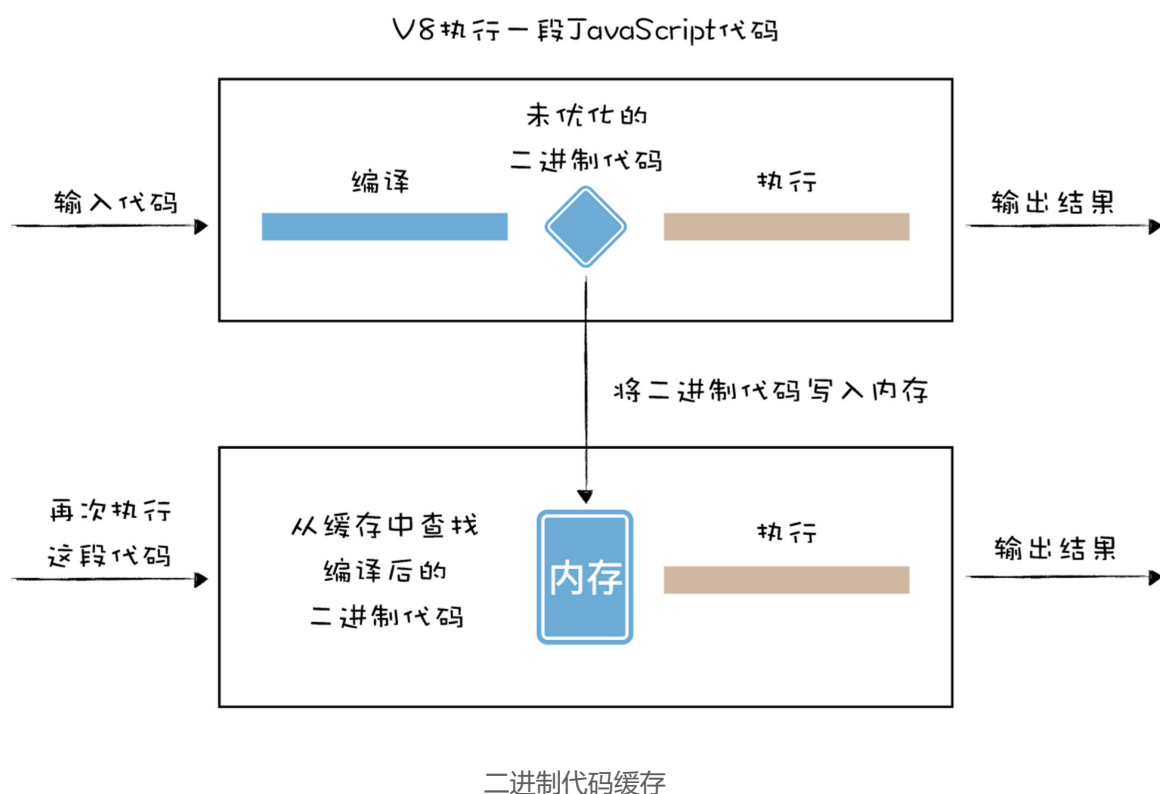 V8执行一段JavaScript代码
未优化的
二进制代码
编译
执行
输入代码
输出结果
将二进制代码写入内存
再次执行
这段代码
从缓存中查找
编译后的
二进制代码
内存
执行
输出结果
二进制代码缓存